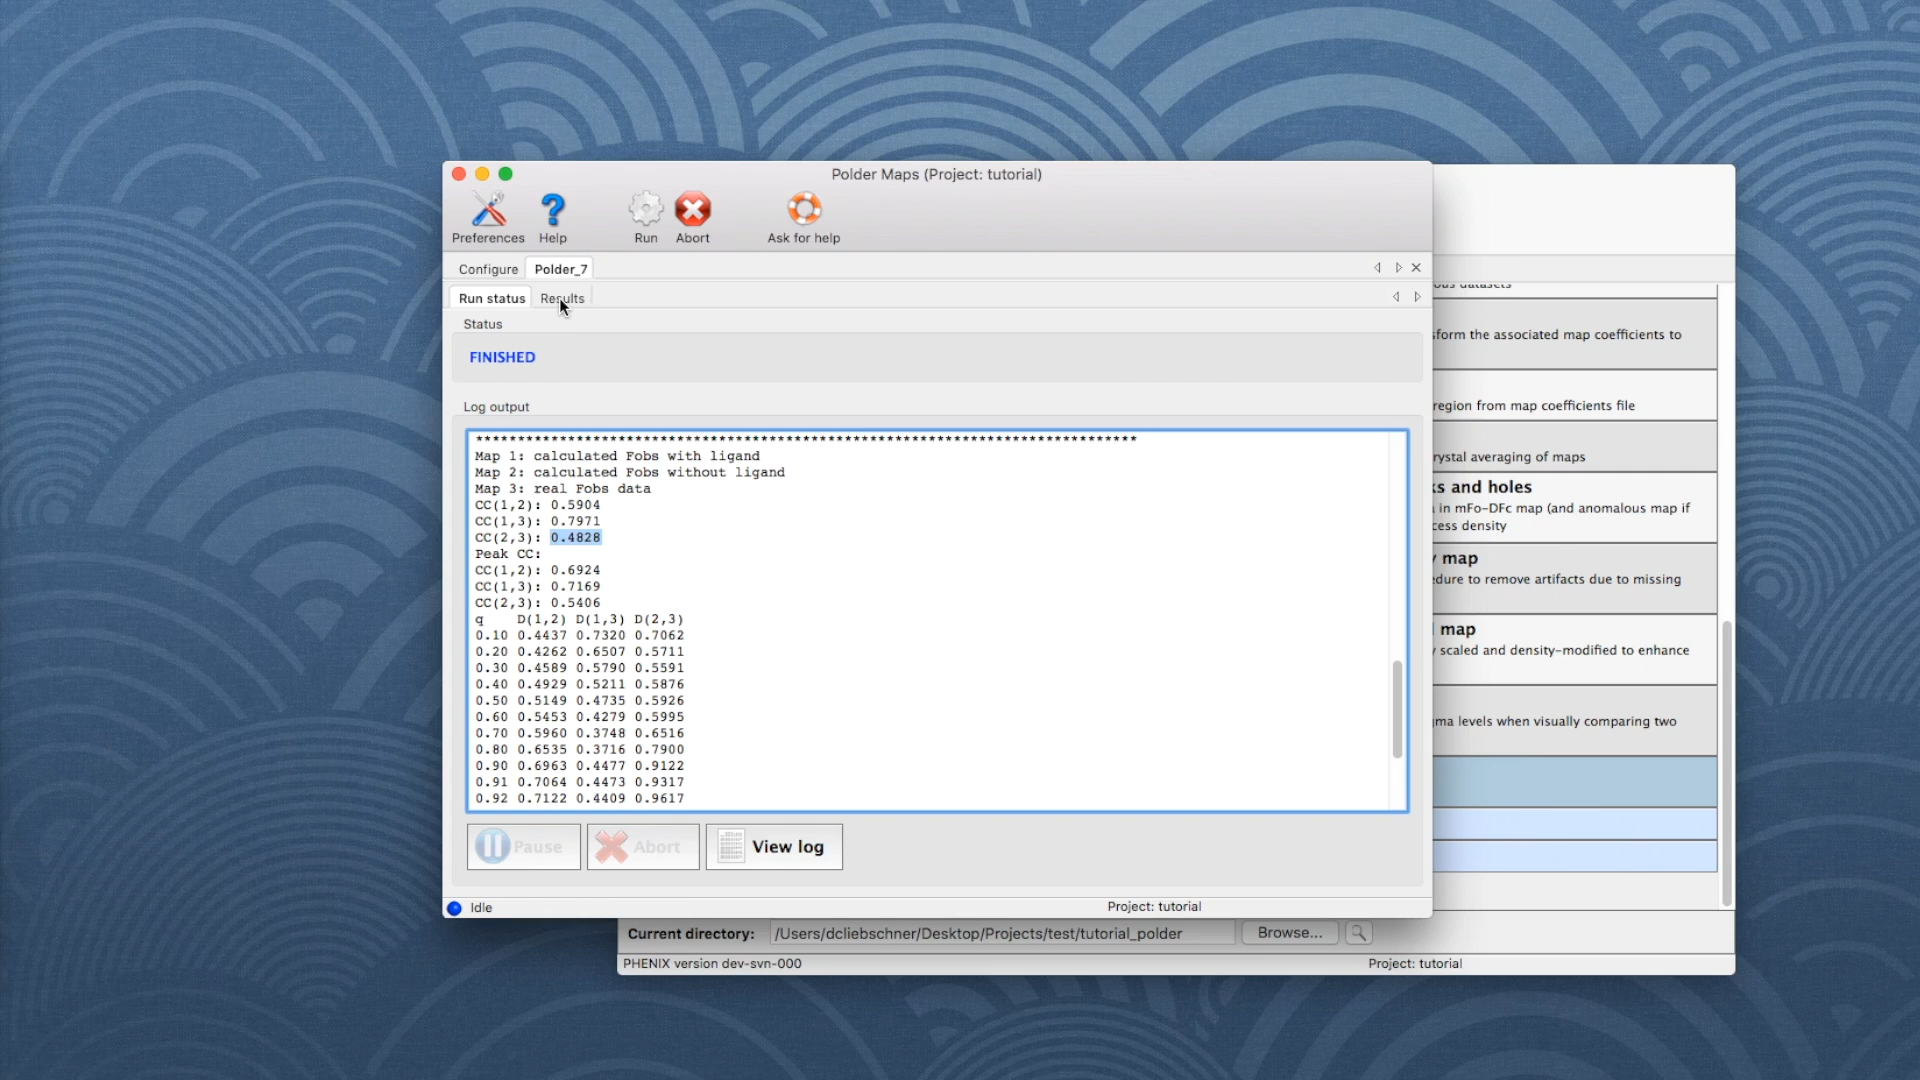 Polder Maps (Project: tutorial)
Preferences Help Run Abort Ask for help
Configure Polder_7
Run status Results
Status
FINISHED
Log output
*******************************************************************************
Map 1: calculated Fobs with ligand
Map 2: calculated Fobs without ligand
Map 3: real Fobs data
CC(1,2): 0.5904
CC(1,3): 0.7971
CC(2,3): 0.4828
Peak CC:
CC(1,2): 0.6924
CC(1,3): 0.7169
CC(2,3): 0.5406
q D(1,2) D(1,3) D(2,3)
0.10 0.4437 0.7320 0.7062
0.20 0.4262 0.6507 0.5711
0.30 0.4589 0.5790 0.5591
0.40 0.4929 0.5211 0.5876
0.50 0.5149 0.4735 0.5926
0.60 0.5453 0.4279 0.5995
0.70 0.5960 0.3748 0.6516
0.80 0.6535 0.3716 0.7900
0.90 0.6963 0.4477 0.9122
0.91 0.7064 0.4473 0.9317
0.92 0.7122 0.4409 0.9617
Pause Abort View log
Idle Project: tutorial
datasets
sform the associated map coefficients to
region from map coefficients file
rystal averaging of maps
ks and holes
in mFo-DFc map (and anomalous map if
cess density
map
edure to remove artifacts due to missing
map
scaled and density-modified to enhance
ma levels when visually comparing two
Current directory: /Users/dcliebschner/Desktop/Projects/test/tutorial_polder Browse...
PHENIX version dev-svn-000 Project: tutorial